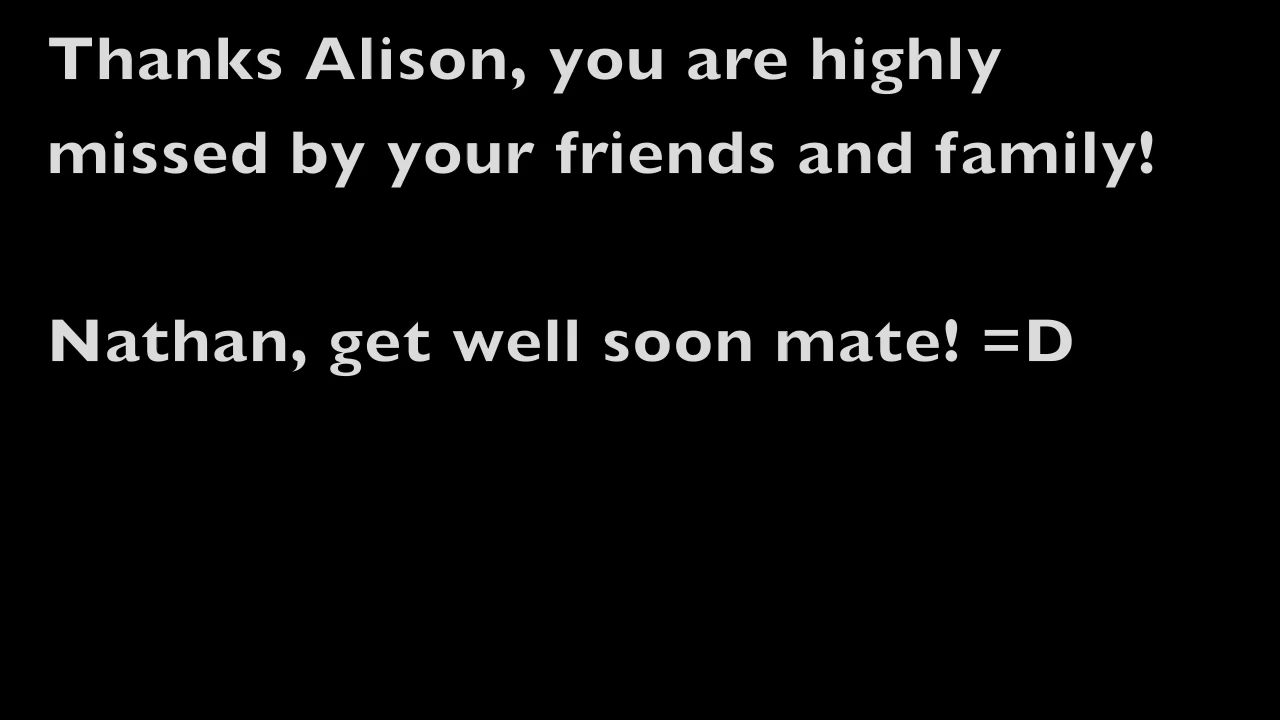 Thanks Alison, you are highly
missed by your friends and family!
Nathan, get well soon mate! =D